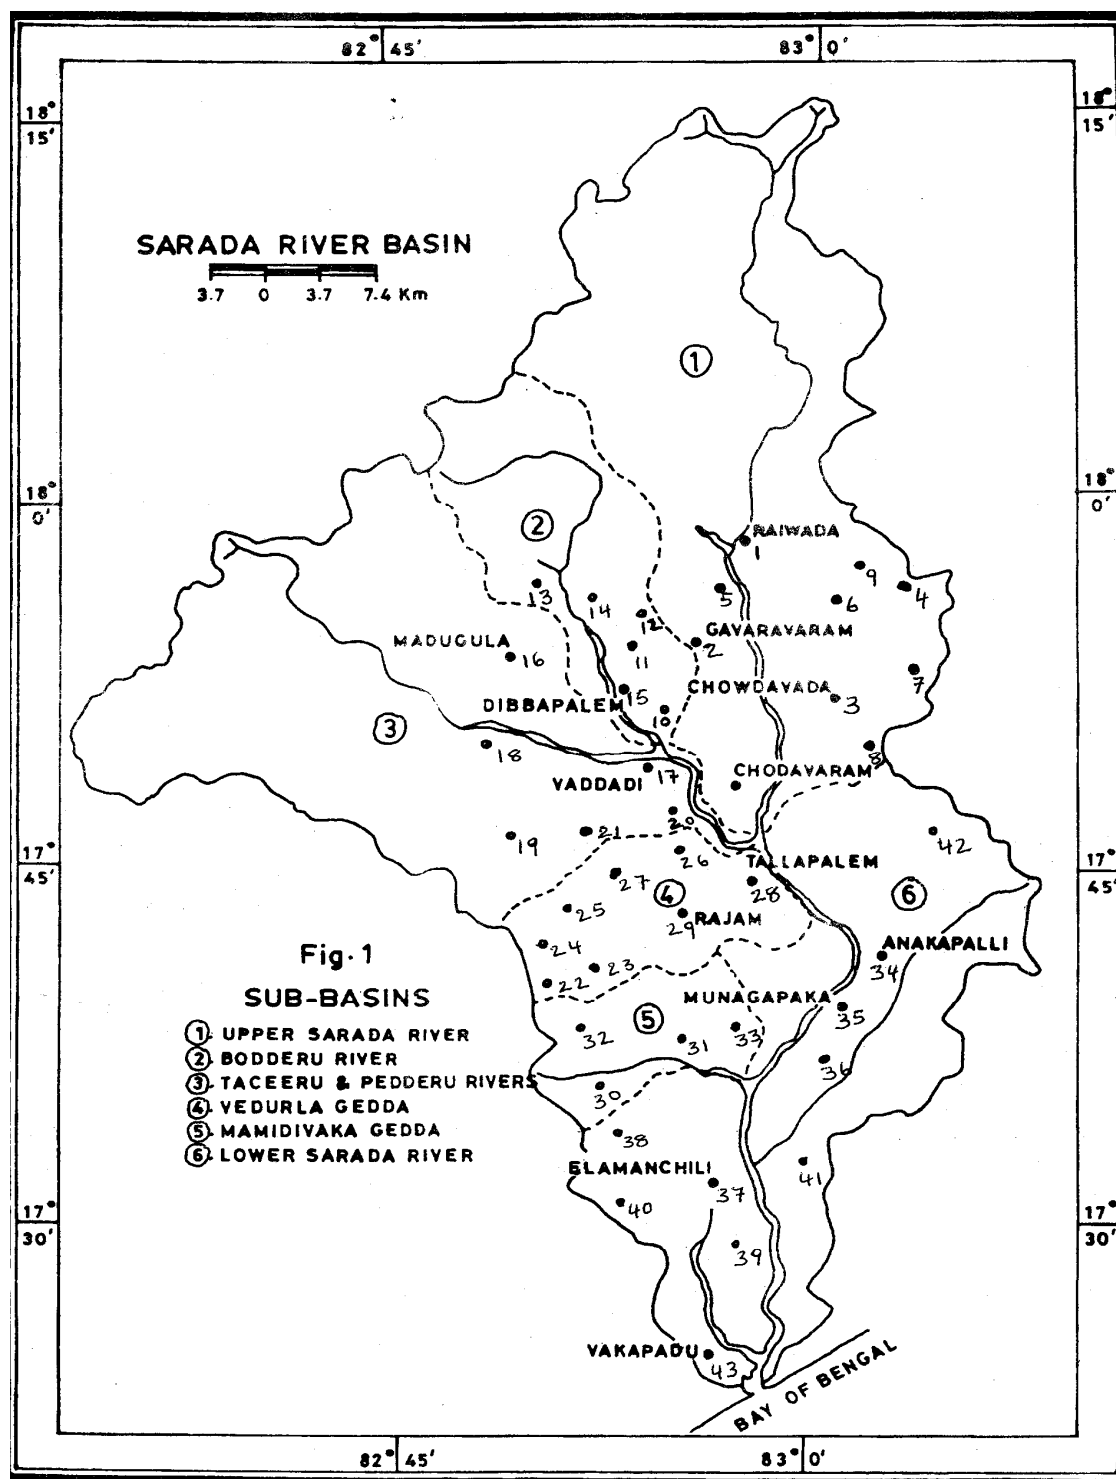 82° 45'
83° 0'
18° 15'
18° 15'
SARADA RIVER BASIN
3.7 0 3.7 7.4 Km
1
18° 0'
18° 0'
2
RAIWADA
1
9
4
13
14
5
6
12
GAVARAVARAM
MADUGULA
16
11
2
7
CHOWDAVADA
15
3
DIBBAPALEM
10
3
18
8
17
CHODAVARAM
VADDADI
20
19
21
42
26
TALLAPALEM
17° 45'
17° 45'
27
28
4
6
25
29
RAJAM
24
ANAKAPALLI
Fig.1
23
34
22
SUB-BASINS
MUNAGAPAKA
35
5
32
31
33
36
① UPPER SARADA RIVER
② BODDERU RIVER
③ TACEERU & PEDDERU RIVERS
④ VEDURLA GEDDA
⑤ MAMIDIVAKA GEDDA
⑥ LOWER SARADA RIVER
30
38
ELAMANCHILI
41
37
40
17° 30'
17° 30'
39
VAKAPADU
43
BAY OF BENGAL
82° 45'
83° 0'